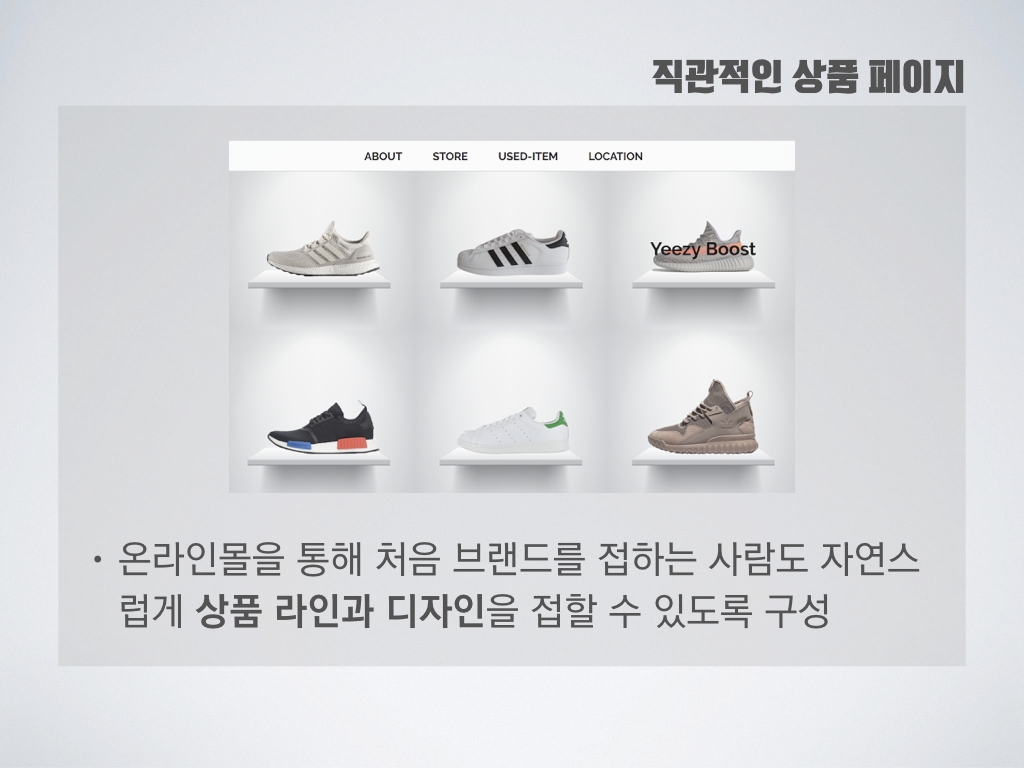 직관적인 상품 페이지
ABOUT STORE USED-ITEM LOCATION
Yeezy Boost
• 온라인몰을 통해 처음 브랜드를 접하는 사람도 자연스
럽게 상품 라인과 디자인을 접할 수 있도록 구성